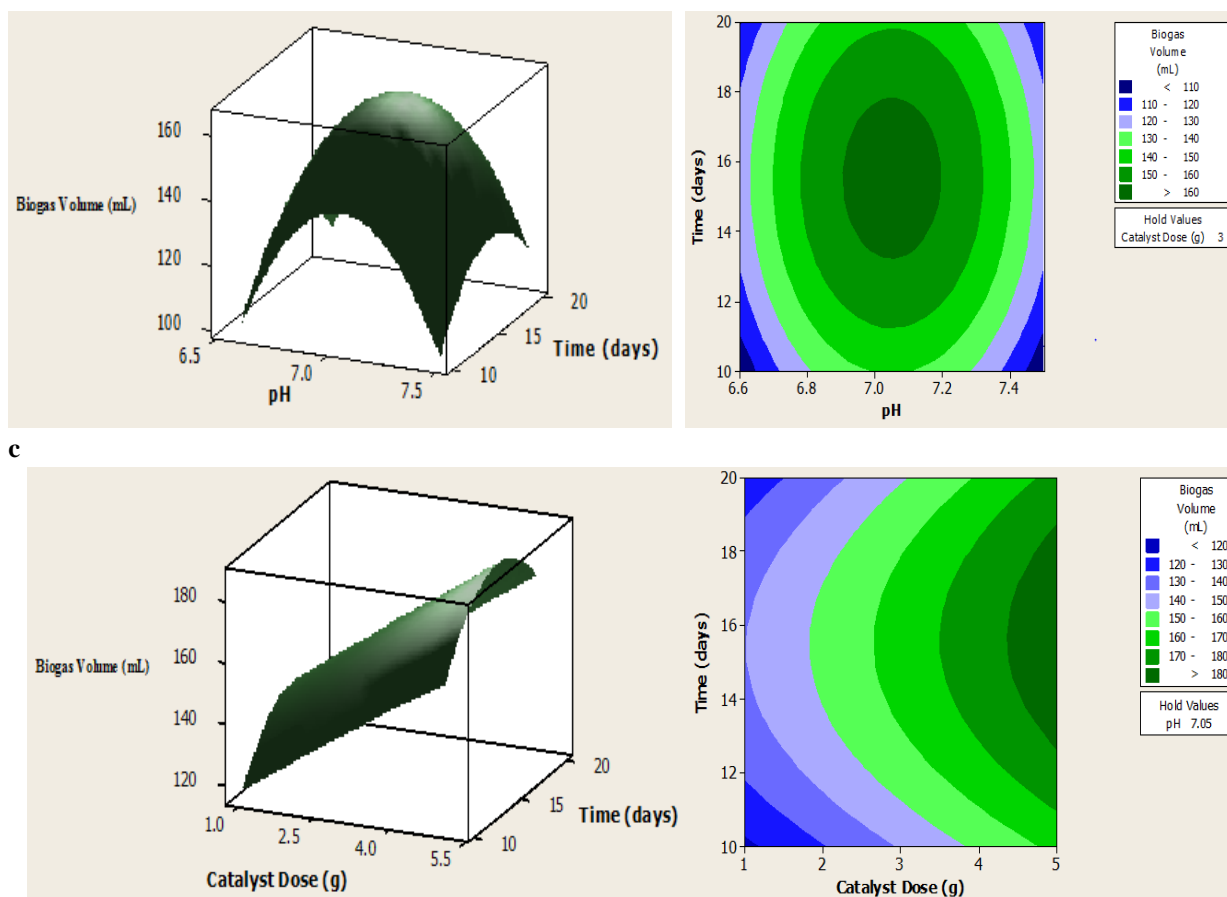 160
140
120
100
Biogas Volume (mL)
6.5
7.0
7.5
pH
10
15
20
Time (days)
20
18
16
14
12
10
Time (days)
6.6
6.8
7.0
7.2
7.4
pH
Biogas
Volume
(mL)
< 110
110 - 120
120 - 130
130 - 140
140 - 150
150 - 160
> 160
Hold Values
Catalyst Dose (g) 3
c
180
160
140
120
Biogas Volume (mL)
1.0
2.5
4.0
5.5
Catalyst Dose (g)
10
15
20
Time (days)
20
18
16
14
12
10
Time (days)
1
2
3
4
5
Catalyst Dose (g)
Biogas
Volume
(mL)
< 120
120 - 130
130 - 140
140 - 150
150 - 160
160 - 170
170 - 180
> 180
Hold Values
pH 7.05